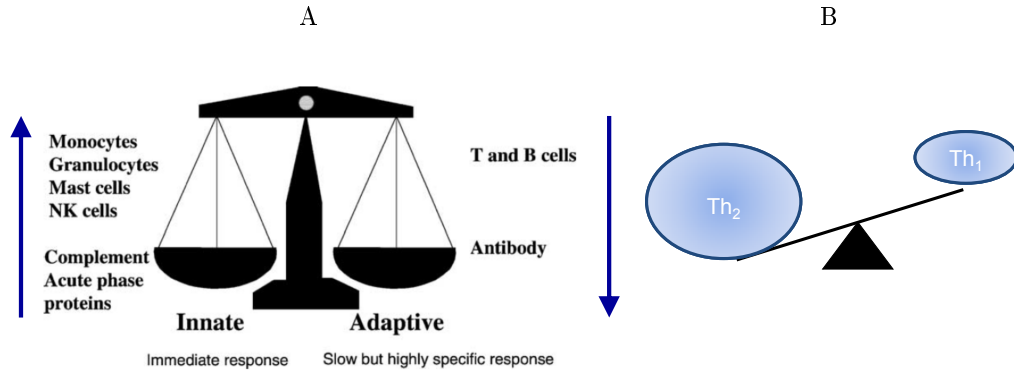 A
B
Monocytes
Granulocytes
Mast cells
NK cells
Complement
Acute phase
proteins
T and B cells
Antibody
Innate
Adaptive
Immediate response
Slow but highly specific response
Th2
Th1